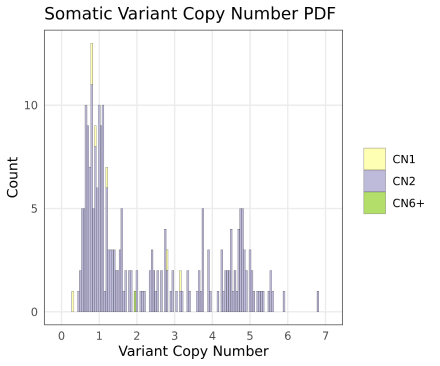 Somatic Variant Copy Number PDF
10
5
0
Count
0 1 2 3 4 5 6 7
Variant Copy Number
CN1
CN2
CN6+